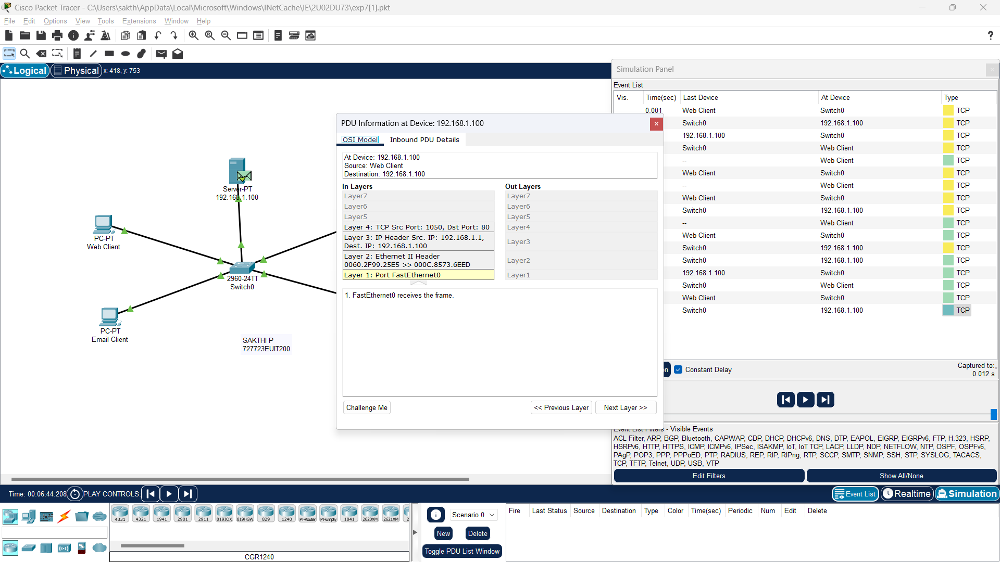 Cisco Packet Tracer - C:\Users\sakth\AppData\Local\Microsoft\Windows\INetCache\IE\2U02DU73\exp7[1].pkt
File Edit Options View Tools Extensions Window Help
?
Logical Physical x: 418, y: 753
Server-PT
192.168.1.100
PC-PT
Web Client
2960-24TT
Switch0
PC-PT
Email Client
SAKTHI P
727723EUIT200
PDU Information at Device: 192.168.1.100
OSI Model Inbound PDU Details
At Device: 192.168.1.100
Source: Web Client
Destination: 192.168.1.100
In Layers Out Layers
Layer7 Layer7
Layer6 Layer6
Layer5 Layer5
Layer 4: TCP Src Port: 1050, Dst Port: 80 Layer4
Layer 3: IP Header Src. IP: 192.168.1.1,
Dest. IP: 192.168.1.100 Layer3
Layer 2: Ethernet II Header
0060.2F99.25E5 >> 000C.8573.6EED Layer2
Layer 1: Port FastEthernet0 Layer1
1. FastEthernet0 receives the frame.
Challenge Me << Previous Layer Next Layer >>
Simulation Panel
Event List
Vis. Time(sec) Last Device At Device Type
0.001 Web Client Switch0 TCP
Switch0 192.168.1.100 TCP
192.168.1.100 Switch0 TCP
Switch0 Web Client TCP
-- Web Client TCP
Web Client Switch0 TCP
-- Web Client TCP
Web Client Switch0 TCP
Switch0 192.168.1.100 TCP
-- Web Client TCP
Web Client Switch0 TCP
Switch0 192.168.1.100 TCP
Switch0 192.168.1.100 TCP
192.168.1.100 Switch0 TCP
Switch0 Web Client TCP
Web Client Switch0 TCP
Switch0 192.168.1.100 TCP
Constant Delay
Captured to:
0.012 s
Event List Filters - Visible Events
ACL Filter, ARP, BGP, Bluetooth, CAPWAP, CDP, DHCP, DHCPv6, DNS, DTP, EAPOL, EIGRP, EIGRPv6, FTP, H.323, HSRP,
HSRPv6, HTTP, HTTPS, ICMP, ICMPv6, IPSec, ISAKMP, IoT, IoT TCP, LACP, LLDP, NDP, NETFLOW, NTP, OSPF, OSPFv6,
PAgP, POP3, PPP, PPPoED, PTP, RADIUS, REP, RIP, RIPng, RTP, SCCP, SMTP, SNMP, SSH, STP, SYSLOG, TACACS,
TCP, TFTP, Telnet, UDP, USB, VTP
Edit Filters Show All/None
Time: 00:06:44.208 PLAY CONTROLS:
Event List Realtime Simulation
4331 4321 1941 2901 2911 819IOX 819HGW 829 1240 PT-Router PT-Empty 1841 2620XM 2621XM
CGR1240
Scenario 0
New Delete
Toggle PDU List Window
Fire Last Status Source Destination Type Color Time(sec) Periodic Num Edit Delete